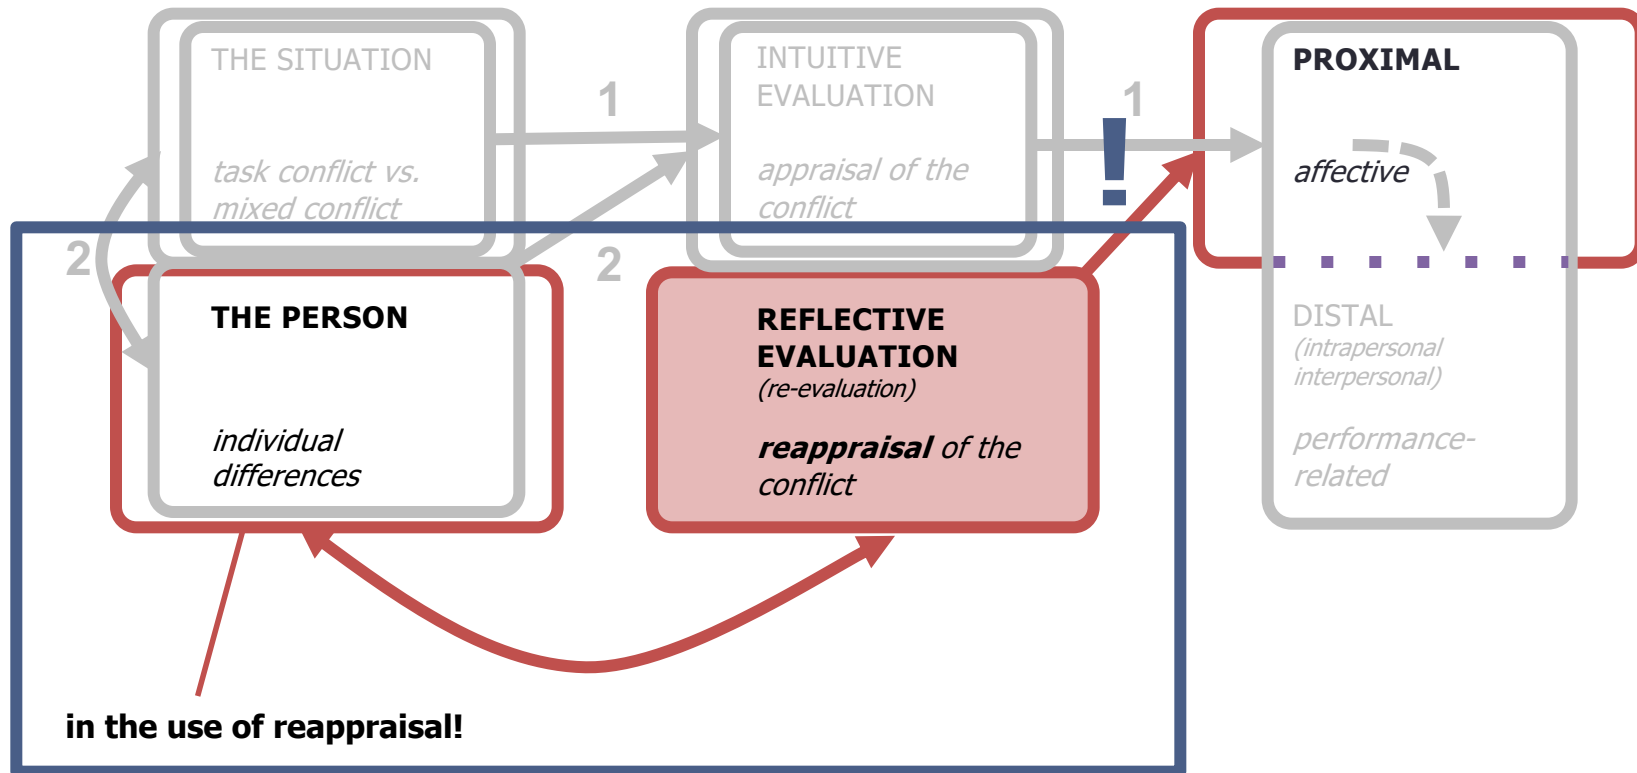 THE SITUATION
task conflict vs.
mixed conflict
1
INTUITIVE
EVALUATION
appraisal of the
conflict
1
!
PROXIMAL
affective
2
2
THE PERSON
individual
differences
REFLECTIVE
EVALUATION
(re-evaluation)
reappraisal of the
conflict
DISTAL
(intrapersonal
interpersonal)
performance-
related
in the use of reappraisal!